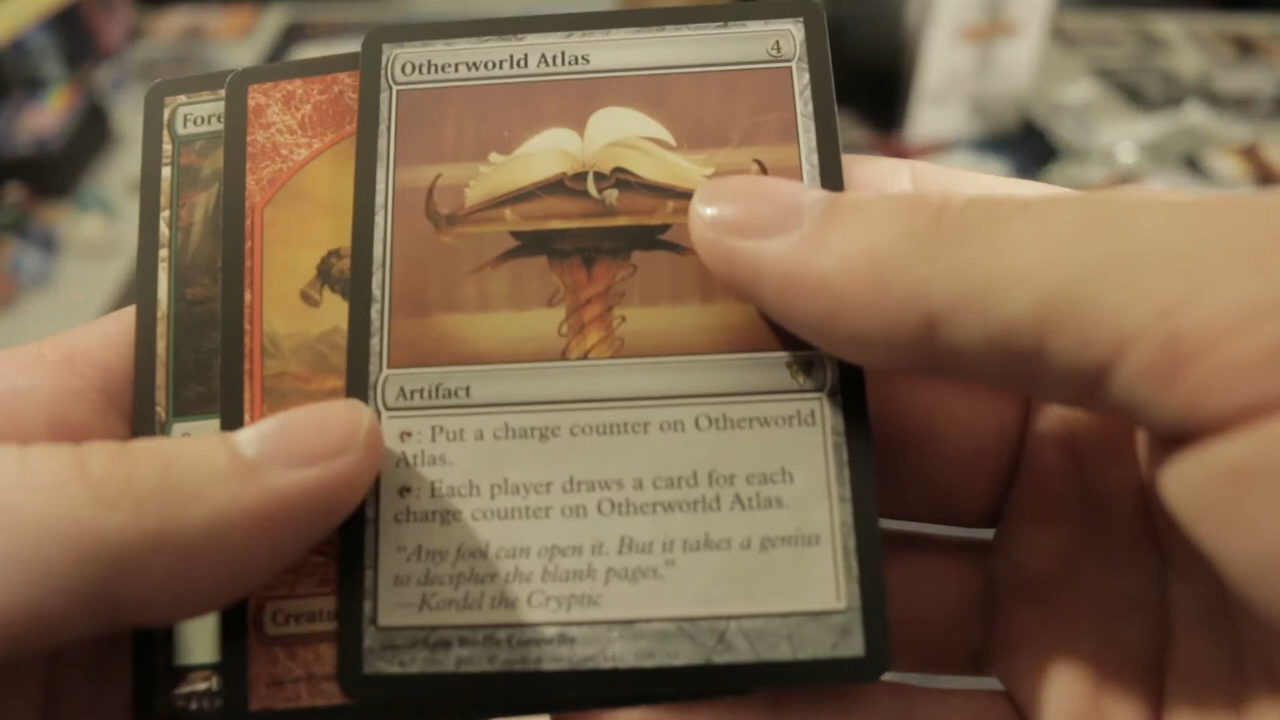 Otherworld Atlas
4
Fore
Artifact
: Put a charge counter on Otherworld
Atlas.
: Each player draws a card for each
charge counter on Otherworld Atlas.
"Any fool can open it. But it takes a genius
to decipher the blank pages."
—Kordel the Cryptic
Creatu